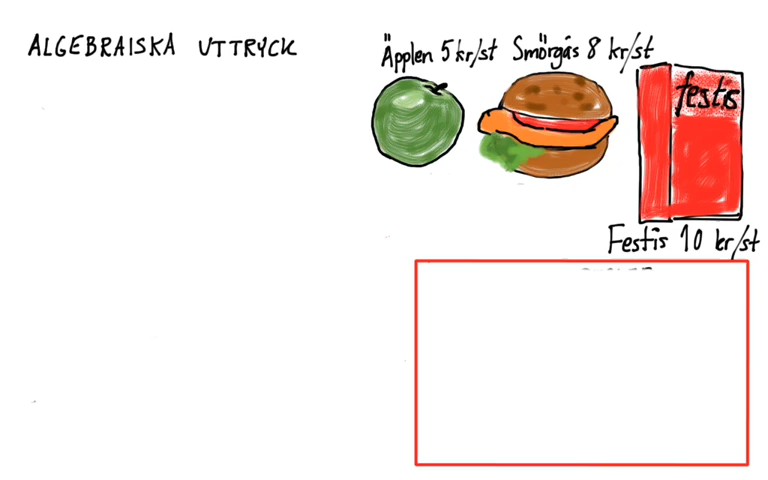 ALGEBRAISKA UTTRYCK
Äpplen 5 kr/st Smörgås 8 kr/st
festis
Festis 10 kr/st